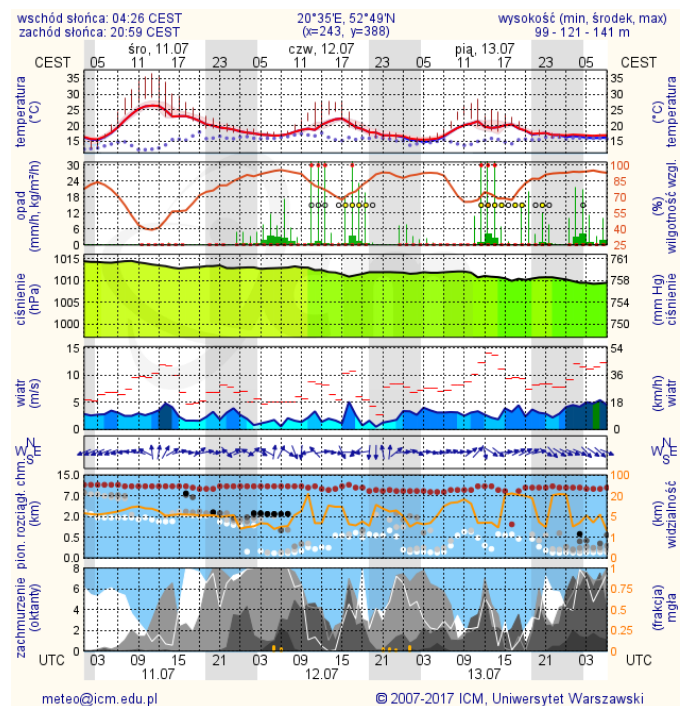 wschód słońca: 04:26 CEST 20°35'E, 52°49'N wysokość (min, środek, max)
zachód słońca: 20:59 CEST (x=243, y=388) 99 - 121 - 141 m
śro, 11.07 czw, 12.07 pią, 13.07
CEST 05 11 17 23 05 11 17 23 05 11 17 23 05 CEST
temperatura (°C) 35 30 25 20 15 35 30 25 20 15 temperatura (°C)
opad (mm/h, kg/m²/h) 30 24 18 12 6 0 100 85 70 55 40 25 (%) wilgotność wzgl.
ciśnienie (hPa) 1015 1010 1005 1000 761 758 754 750 (mm Hg) ciśnienie
wiatr (m/s) 15 10 5 0 54 36 18 0 (km/h) wiatr
W N E S W N E S
pion. rozciągł. chm. (km) 15.0 7.0 2.0 0.5 0.0 100 20 5 1 0 (km) widzialność
zachmurzenie (oktanty) 8 6 4 2 0 1 0.75 0.5 0.25 0 (frakcja) mgła
UTC 03 09 15 21 03 09 15 21 03 09 15 21 03 UTC
11.07 12.07 13.07
meteo@icm.edu.pl © 2007-2017 ICM, Uniwersytet Warszawski